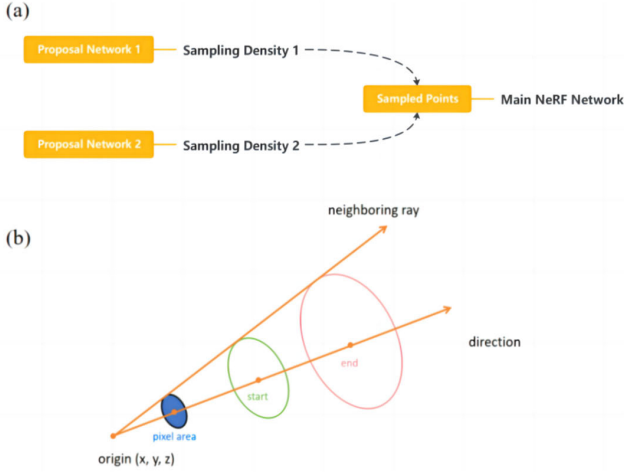 (a)
Proposal Network 1
Sampling Density 1
Sampled Points
Main NeRF Network
Proposal Network 2
Sampling Density 2
(b)
neighboring ray
direction
end
start
pixel area
origin (x, y, z)